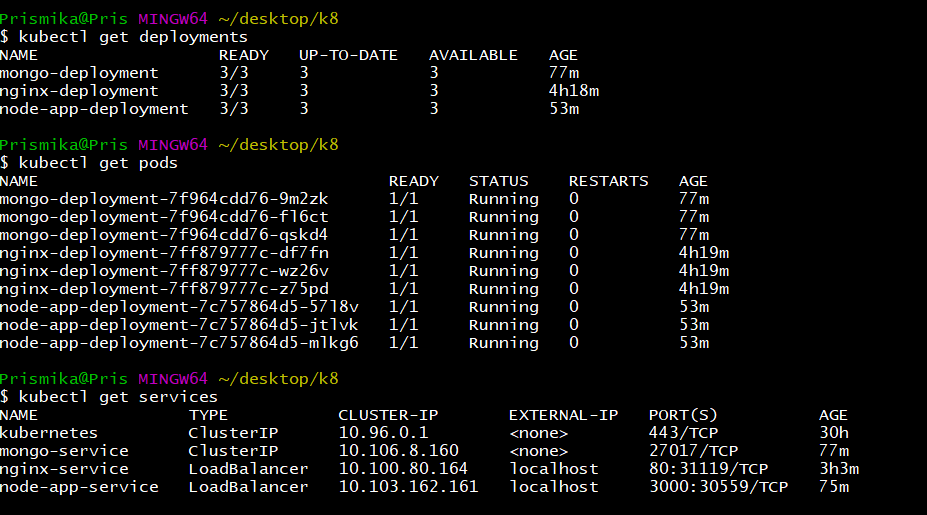 Prismika@Pris MINGW64 ~/desktop/k8
$ kubectl get deployments
NAME READY UP-TO-DATE AVAILABLE AGE
mongo-deployment 3/3 3 3 77m
nginx-deployment 3/3 3 3 4h18m
node-app-deployment 3/3 3 3 53m
Prismika@Pris MINGW64 ~/desktop/k8
$ kubectl get pods
NAME READY STATUS RESTARTS AGE
mongo-deployment-7f964cdd76-9m2zk 1/1 Running 0 77m
mongo-deployment-7f964cdd76-fl6ct 1/1 Running 0 77m
mongo-deployment-7f964cdd76-qskd4 1/1 Running 0 77m
nginx-deployment-7ff879777c-df7fn 1/1 Running 0 4h19m
nginx-deployment-7ff879777c-wz26v 1/1 Running 0 4h19m
nginx-deployment-7ff879777c-z75pd 1/1 Running 0 4h19m
node-app-deployment-7c757864d5-57l8v 1/1 Running 0 53m
node-app-deployment-7c757864d5-jtlvk 1/1 Running 0 53m
node-app-deployment-7c757864d5-mlkg6 1/1 Running 0 53m
Prismika@Pris MINGW64 ~/desktop/k8
$ kubectl get services
NAME TYPE CLUSTER-IP EXTERNAL-IP PORT(S) AGE
kubernetes ClusterIP 10.96.0.1 <none> 443/TCP 30h
mongo-service ClusterIP 10.106.8.160 <none> 27017/TCP 77m
nginx-service LoadBalancer 10.100.80.164 localhost 80:31119/TCP 3h3m
node-app-service LoadBalancer 10.103.162.161 localhost 3000:30559/TCP 75m